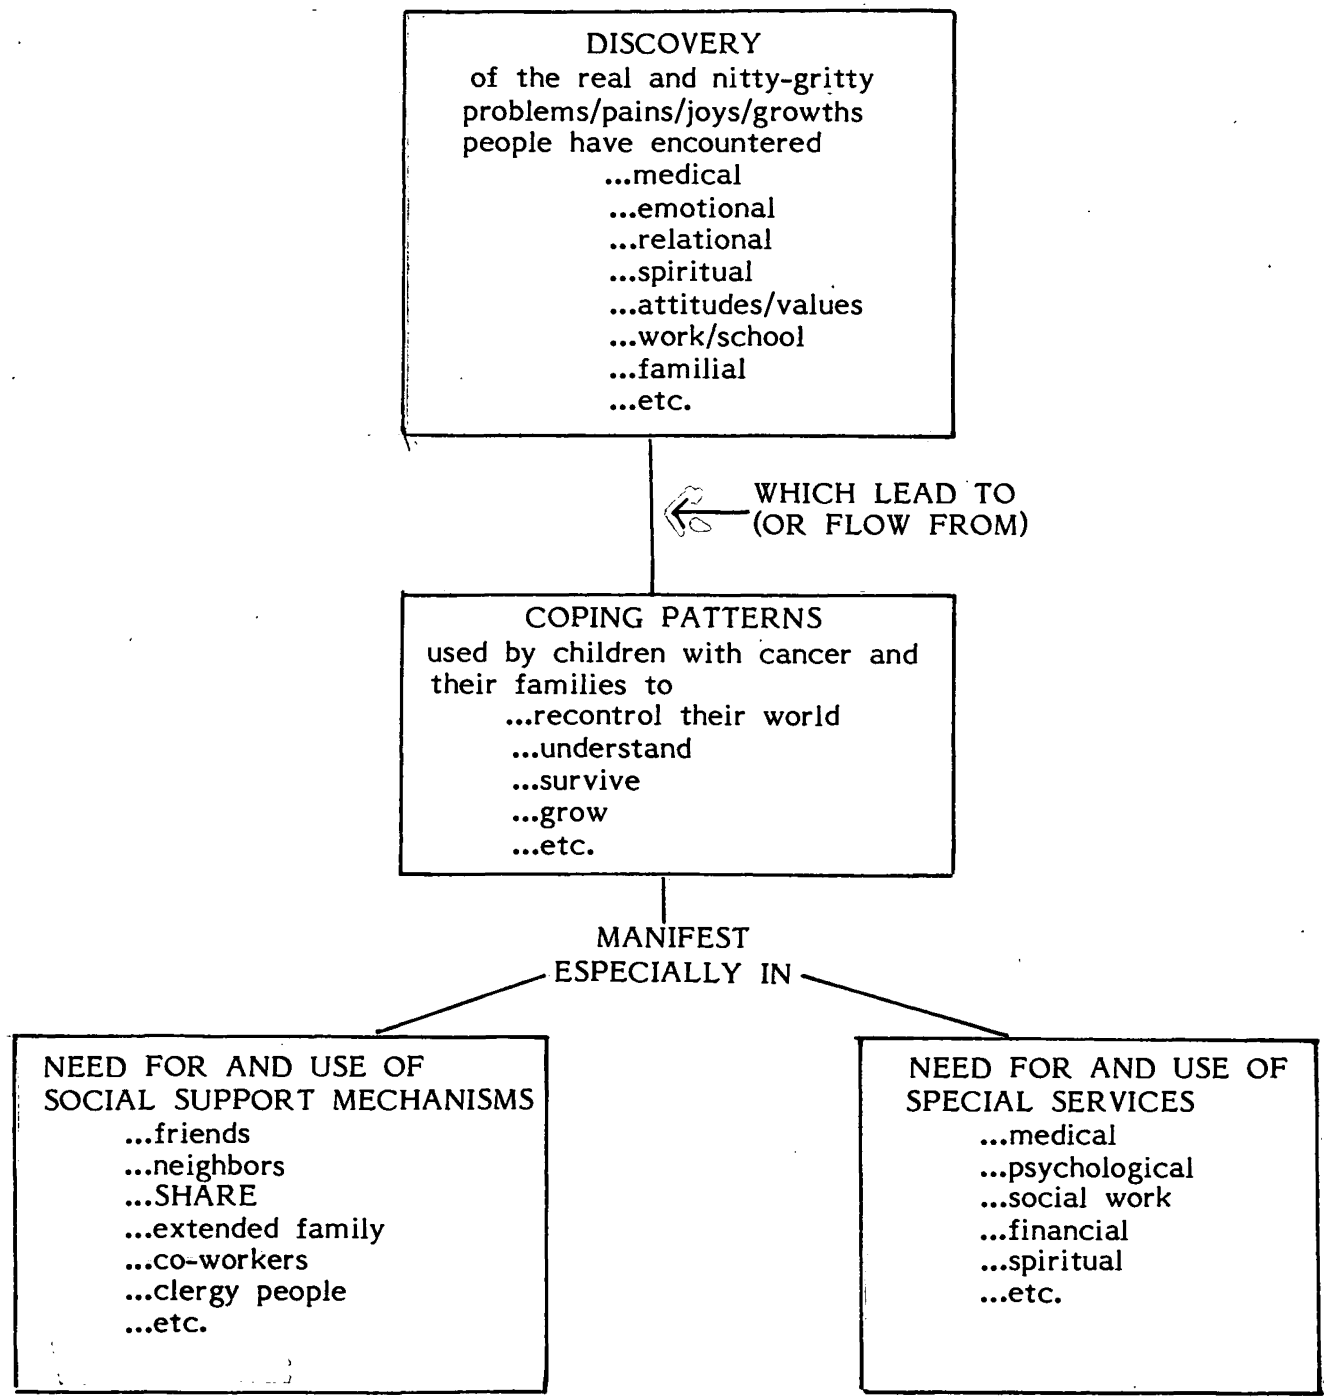 DISCOVERY
of the real and nitty-gritty
problems/pains/joys/growths
people have encountered
...medical
...emotional
...relational
...spiritual
...attitudes/values
...work/school
...familial
...etc.
WHICH LEAD TO
(OR FLOW FROM)
COPING PATTERNS
used by children with cancer and
their families to
...recontrol their world
...understand
...survive
...grow
...etc.
MANIFEST
ESPECIALLY IN
NEED FOR AND USE OF
SOCIAL SUPPORT MECHANISMS
...friends
...neighbors
...SHARE
...extended family
...co-workers
...clergy people
...etc.
NEED FOR AND USE OF
SPECIAL SERVICES
...medical
...psychological
...social work
...financial
...spiritual
...etc.